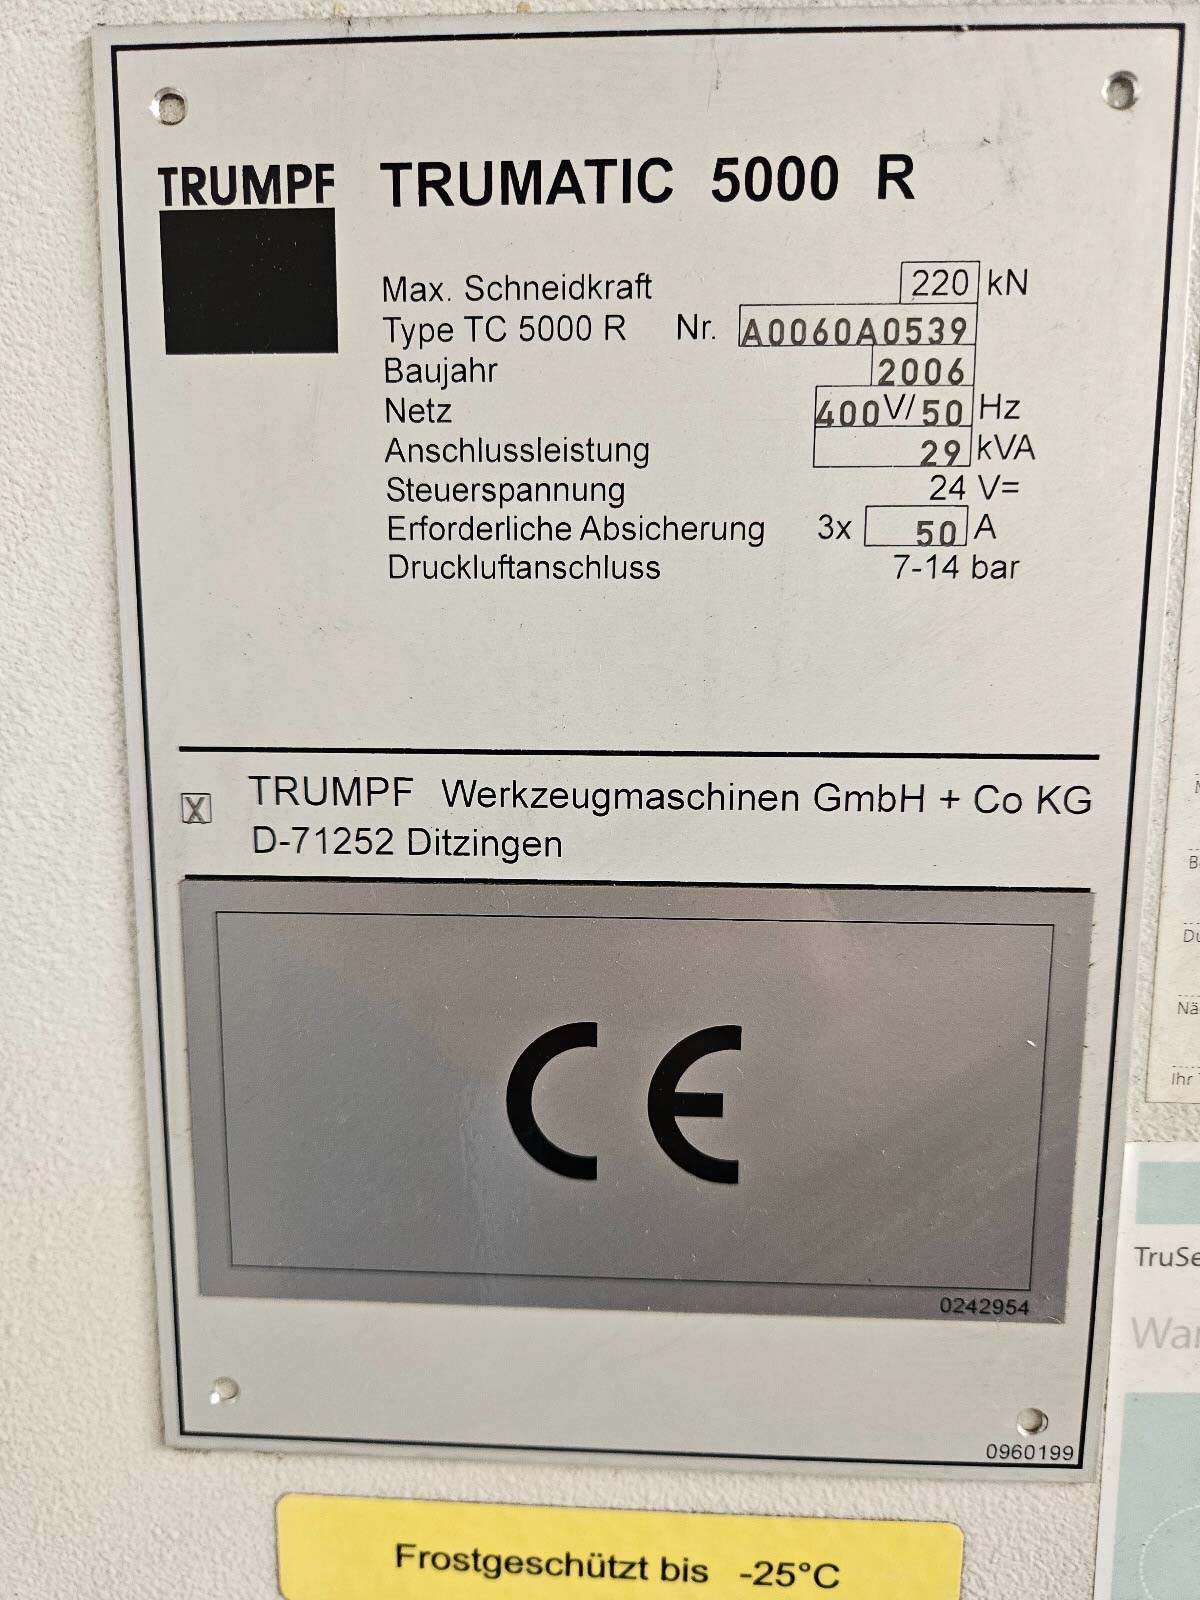 TRUMPF TRUMATIC 5000 R
Max. Schneidkraft 220 kN
Type TC 5000 R Nr. A0060A0539
Baujahr 2006
Netz 400V/50 Hz
Anschlussleistung 29 kVA
Steuerspannung 24 V=
Erforderliche Absicherung 3x 50 A
Druckluftanschluss 7-14 bar
X TRUMPF Werkzeugmaschinen GmbH + Co KG
D-71252 Ditzingen
CE
0242954
0960199
Frostgeschützt bis -25°C
Ihr